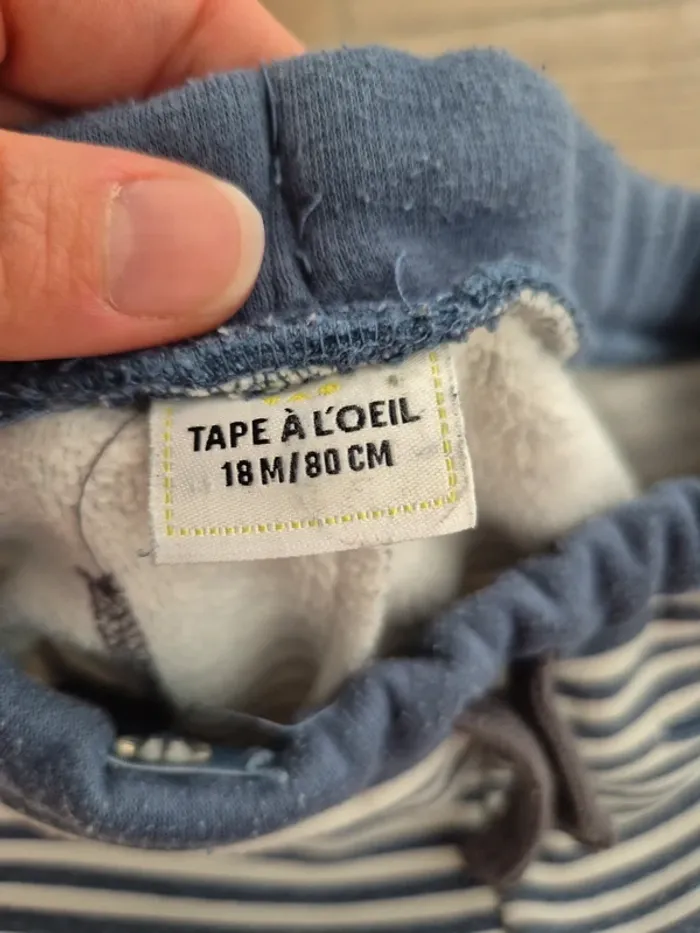 TAPE À L'OEIL
18 M/80 CM